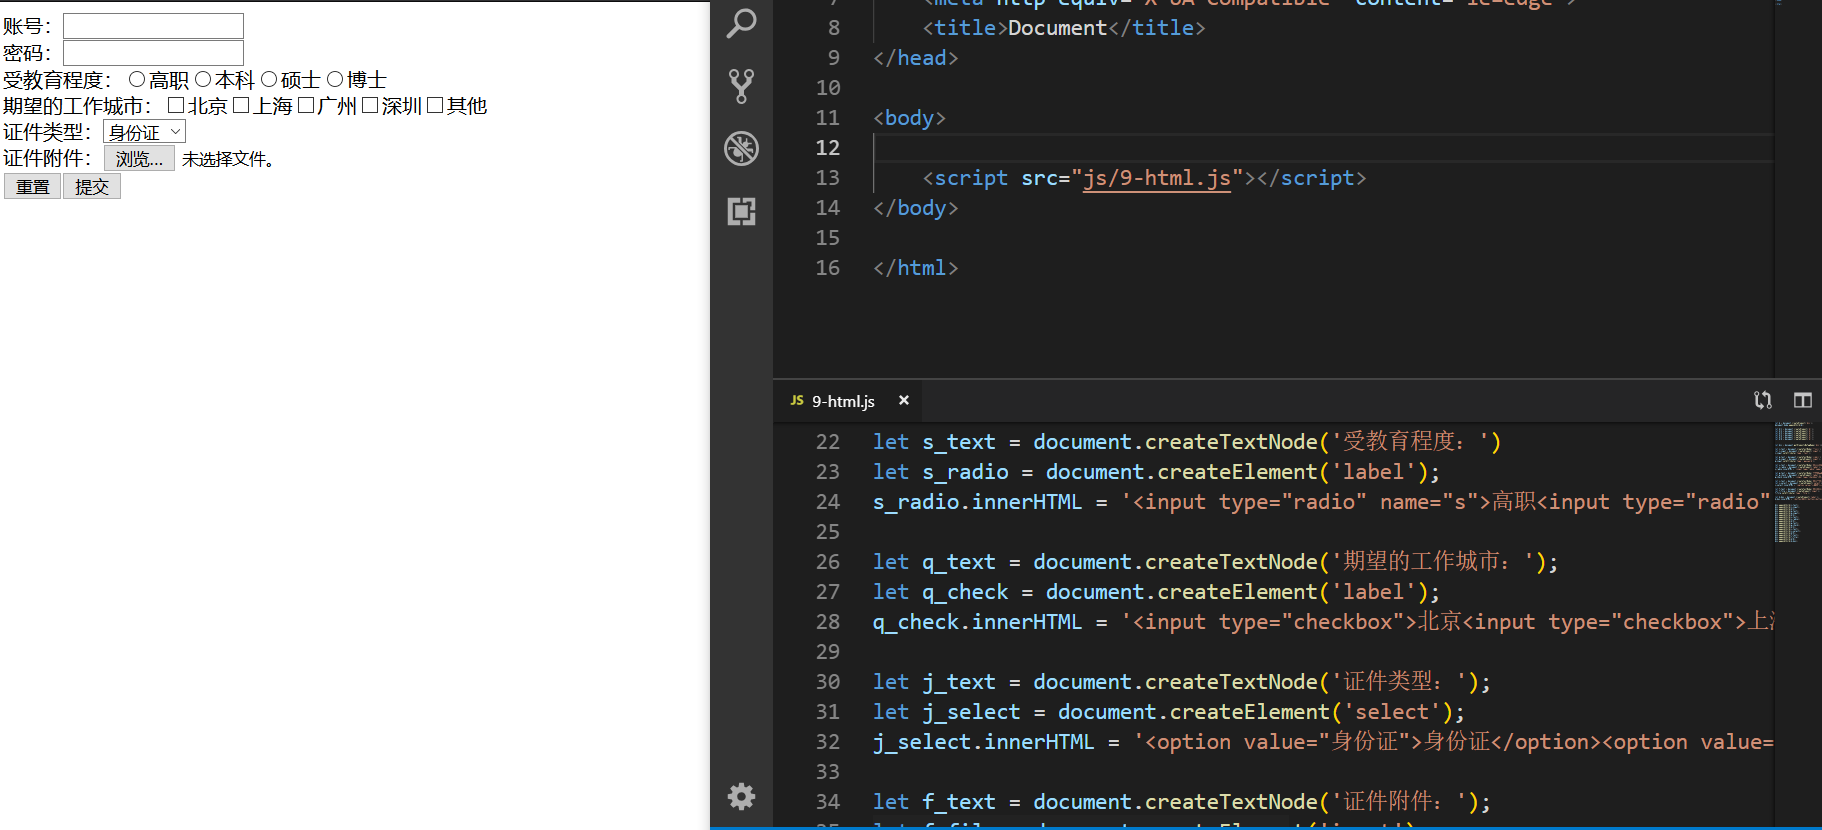 账号：
密码：
受教育程度： 高职 本科 硕士 博士
期望的工作城市： 北京 上海 广州 深圳 其他
证件类型： 身份证
证件附件： 浏览... 未选择文件。
重置 提交
7 <meta http-equiv="X-UA-Compatible" content="ie=edge">
8 <title>Document</title>
9 </head>
10
11 <body>
12
13 <script src="js/9-html.js"></script>
14 </body>
15
16 </html>
JS 9-html.js ×
22 let s_text = document.createTextNode('受教育程度：')
23 let s_radio = document.createElement('label');
24 s_radio.innerHTML = '<input type="radio" name="s">高职<input type="radio"
25
26 let q_text = document.createTextNode('期望的工作城市：');
27 let q_check = document.createElement('label');
28 q_check.innerHTML = '<input type="checkbox">北京<input type="checkbox">上
29
30 let j_text = document.createTextNode('证件类型：');
31 let j_select = document.createElement('select');
32 j_select.innerHTML = '<option value="身份证">身份证</option><option value=
33
34 let f_text = document.createTextNode('证件附件：');